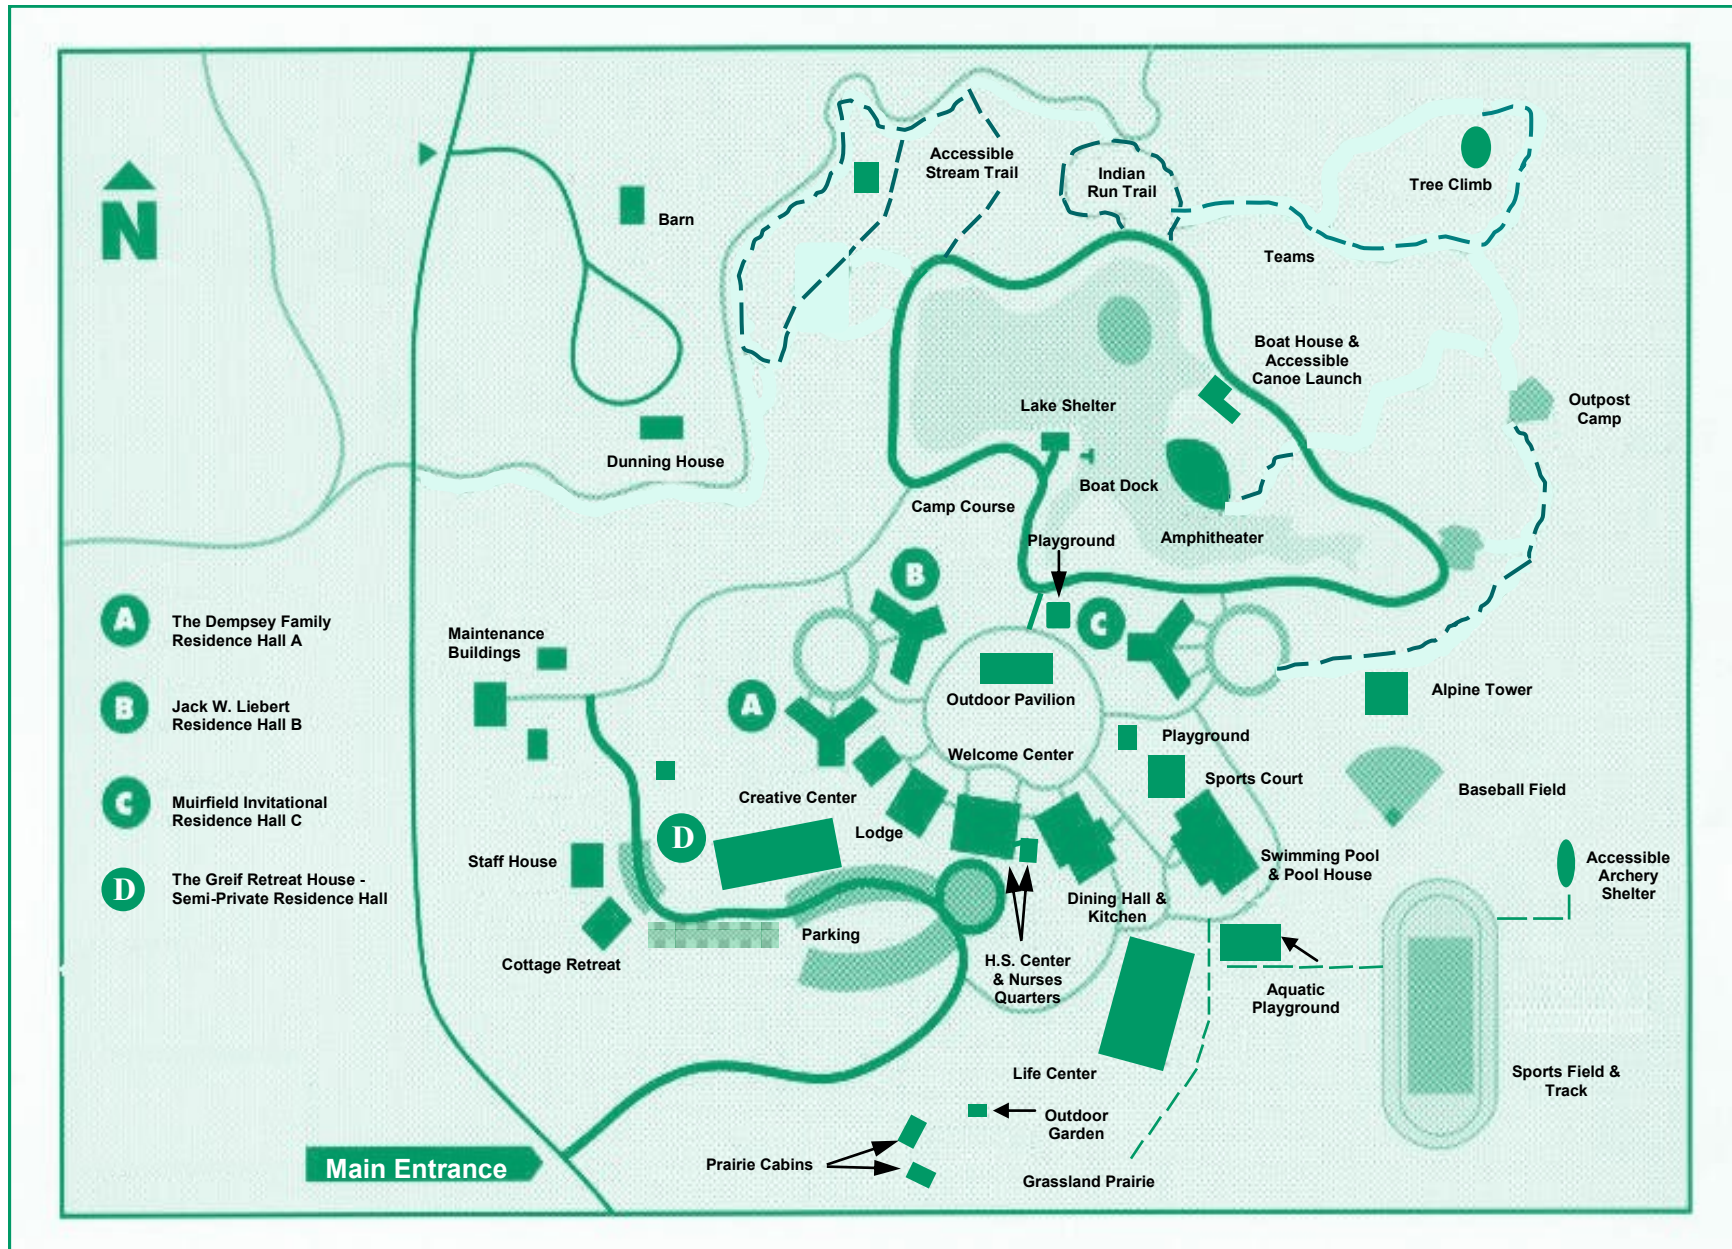 N
Accessible
Stream Trail
Indian
Run Trail
Tree Climb
Barn
Teams
Boat House &
Accessible
Canoe Launch
Lake Shelter
Outpost
Camp
Dunning House
Boat Dock
Camp Course
Amphitheater
Playground
B
A
The Dempsey Family
Residence Hall A
Maintenance
Buildings
C
Outdoor Pavilion
Alpine Tower
B
Jack W. Liebert
Residence Hall B
A
Playground
Welcome Center
Sports Court
Baseball Field
Creative Center
C
Muirfield Invitational
Residence Hall C
D
Lodge
Staff House
Swimming Pool
& Pool House
Accessible
Archery
Shelter
D
The Greif Retreat House -
Semi-Private Residence Hall
Dining Hall &
Kitchen
Parking
Cottage Retreat
H.S. Center
& Nurses
Quarters
Aquatic
Playground
Life Center
Sports Field &
Track
Outdoor
Garden
Main Entrance
Prairie Cabins
Grassland Prairie